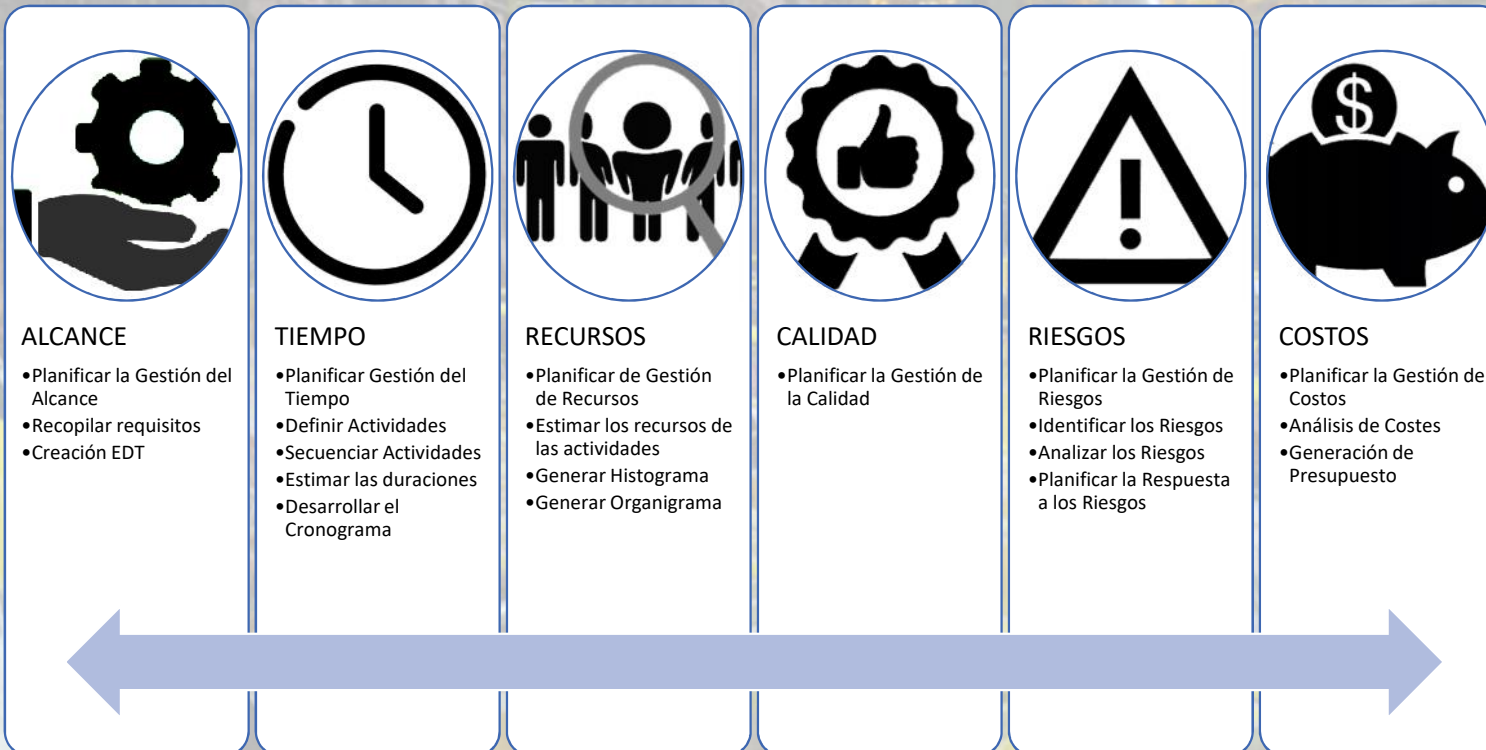 $
ALCANCE
•Planificar la Gestión del
Alcance
•Recopilar requisitos
•Creación EDT
TIEMPO
•Planificar Gestión del
Tiempo
•Definir Actividades
•Secuenciar Actividades
•Estimar las duraciones
•Desarrollar el
Cronograma
RECURSOS
•Planificar de Gestión
de Recursos
•Estimar los recursos de
las actividades
•Generar Histograma
•Generar Organigrama
CALIDAD
•Planificar la Gestión de
la Calidad
RIESGOS
•Planificar la Gestión de
Riesgos
•Identificar los Riesgos
•Analizar los Riesgos
•Planificar la Respuesta
a los Riesgos
COSTOS
•Planificar la Gestión de
Costos
•Análisis de Costes
•Generación de
Presupuesto